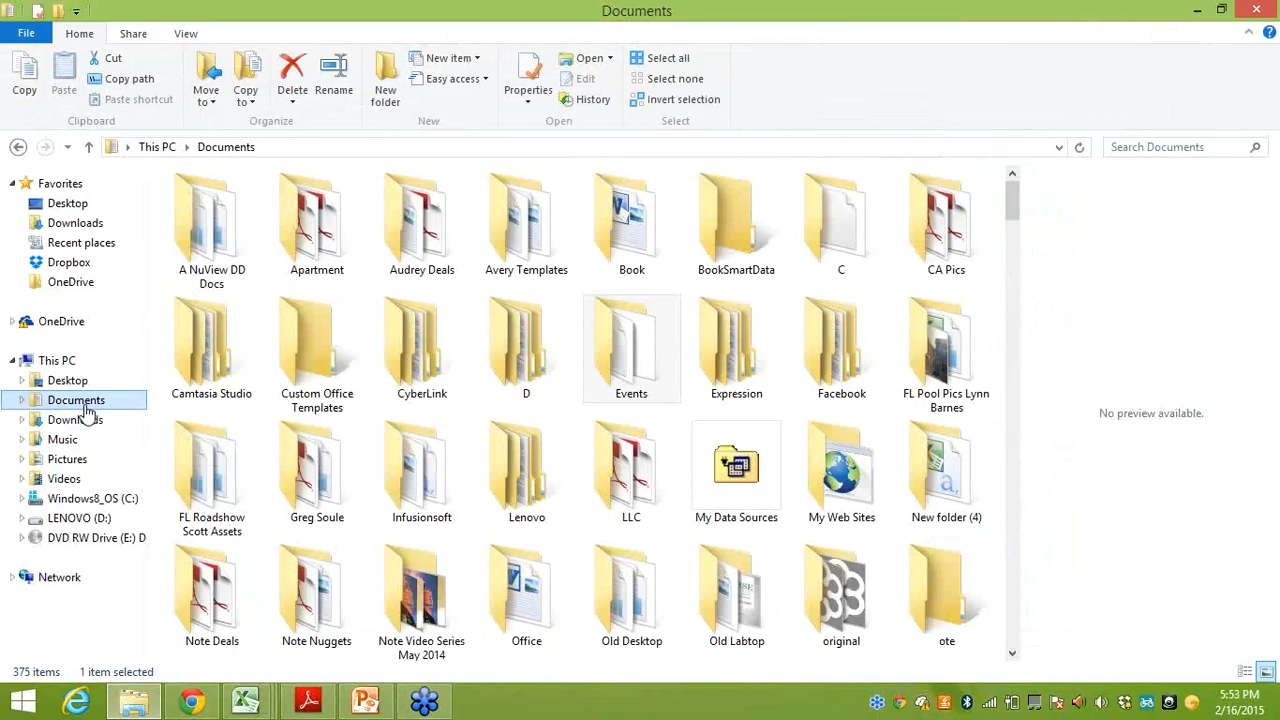 Documents
File Home Share View
Copy
Paste
Cut
Copy path
Paste shortcut
Clipboard
Move to
Copy to
Delete
Rename
Organize
New folder
New item
Easy access
New
Properties
Open
Edit
History
Open
Select all
Select none
Invert selection
Select
This PC Documents
Search Documents
Favorites
Desktop
Downloads
Recent places
Dropbox
OneDrive
OneDrive
This PC
Desktop
Documents
Downloads
Music
Pictures
Videos
Windows8_OS (C:)
LENOVO (D:)
DVD RW Drive (E:) D
Network
A NuView DD Docs
Apartment
Audrey Deals
Avery Templates
Book
BookSmartData
C
CA Pics
Camtasia Studio
Custom Office Templates
CyberLink
D
Events
Expression
Facebook
FL Pool Pics Lynn Barnes
FL Roadshow Scott Assets
Greg Soule
Infusionsoft
Lenovo
LLC
My Data Sources
My Web Sites
New folder (4)
Note Deals
Note Nuggets
Note Video Series May 2014
Office
Old Desktop
Old Labtop
original
ote
No preview available.
375 items 1 item selected
5:53 PM
2/16/2015